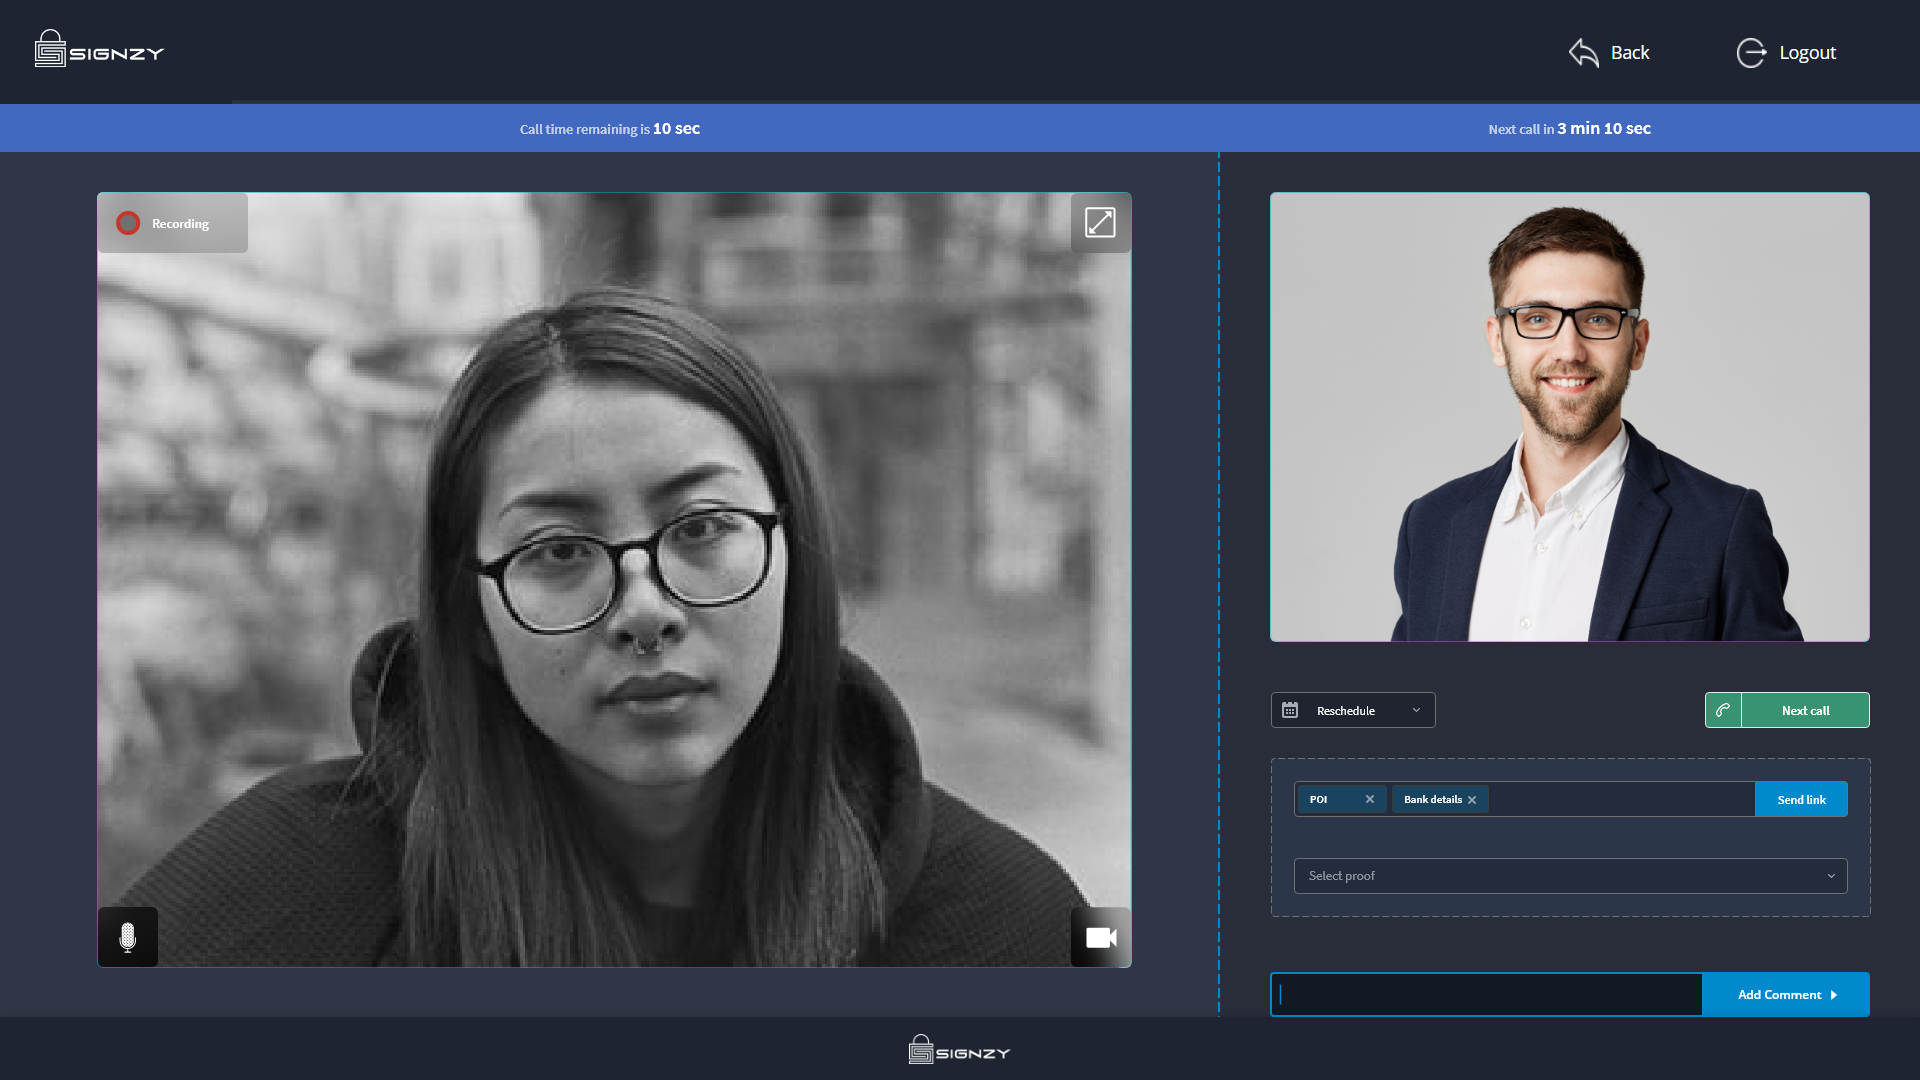 SIGNZY
Back
Logout
Call time remaining is 10 sec
Next call in 3 min 10 sec
Recording
Reschedule
Next call
POI
Bank details
Send link
Select proof
Add Comment
SIGNZY